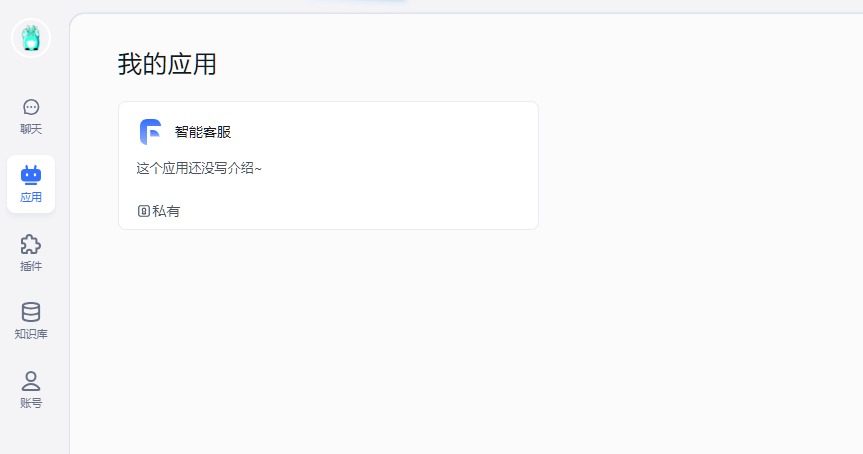 我的应用
智能客服
这个应用还没写介绍~
私有
聊天
应用
插件
知识库
账号